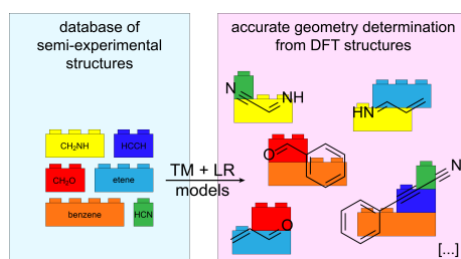 database of
semi-experimental
structures
CH₂NH
HCCH
CH₂O
etene
benzene
HCN
TM + LR
models
accurate geometry determination
from DFT structures
N
NH
HN
O
N
O
[...]